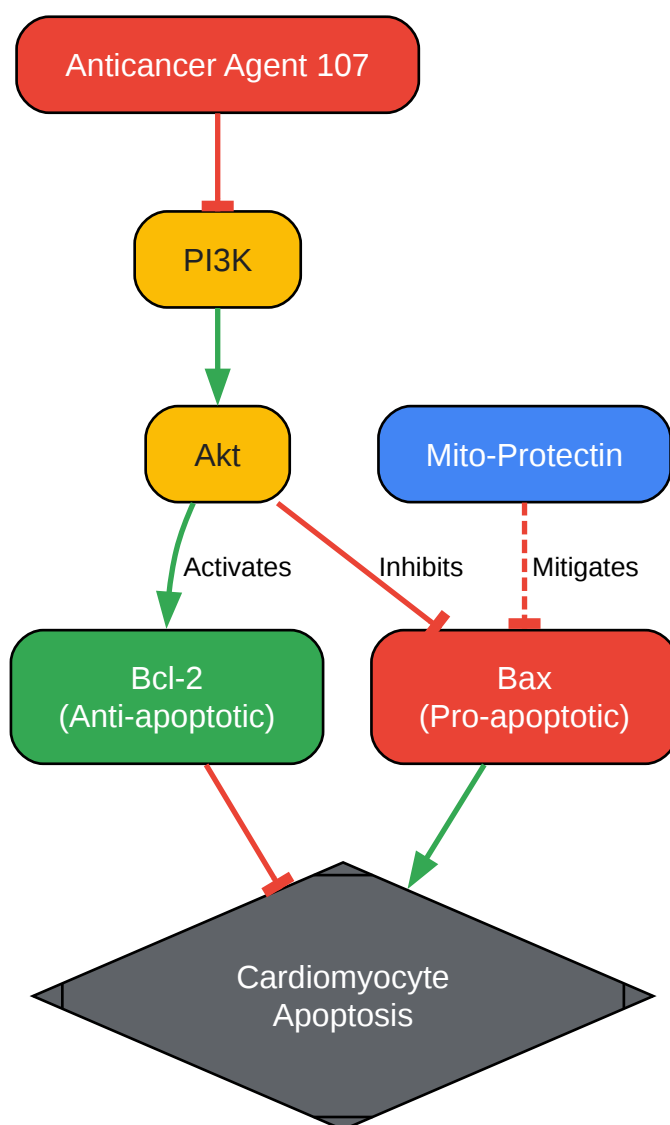 Anticancer Agent 107
PI3K
Akt
Mito-Protectin
Activates
Inhibits
Mitigates
Bcl-2
(Anti-apoptotic)
Bax
(Pro-apoptotic)
Cardiomyocyte
Apoptosis